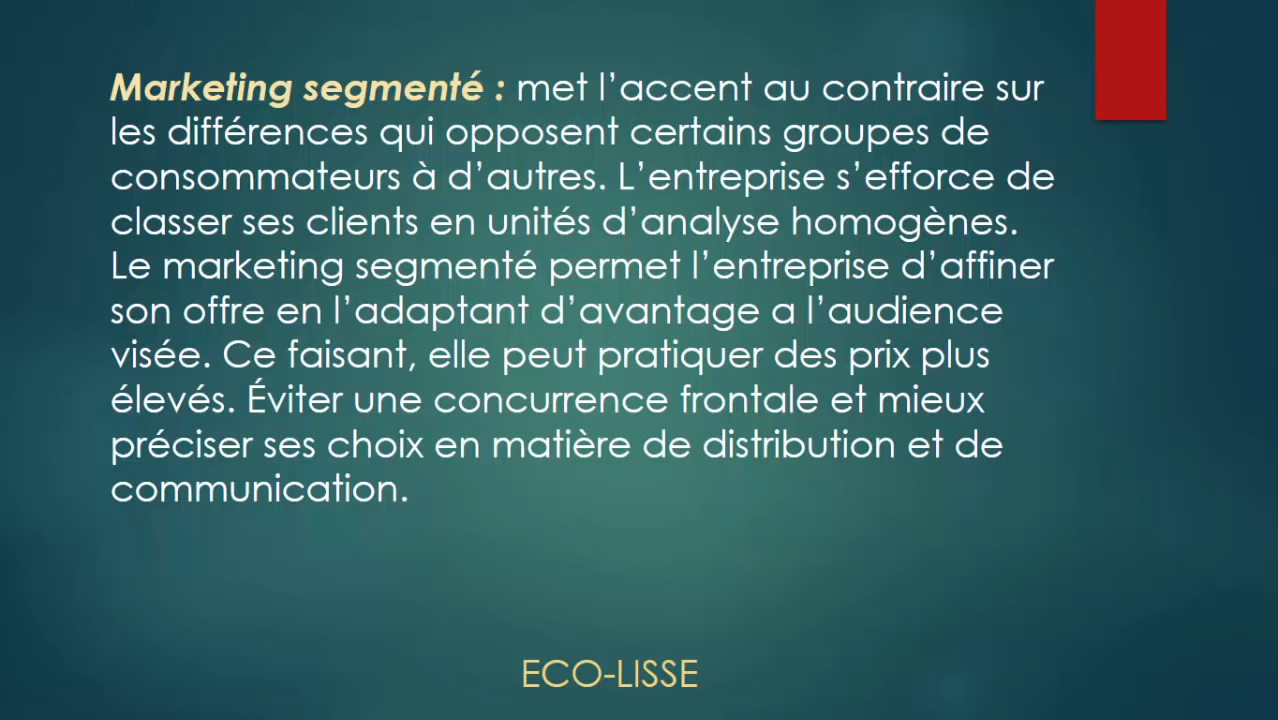 Marketing segmenté : met l’accent au contraire sur
les différences qui opposent certains groupes de
consommateurs à d’autres. L’entreprise s’efforce de
classer ses clients en unités d’analyse homogènes.
Le marketing segmenté permet l’entreprise d’affiner
son offre en l’adaptant d’avantage a l’audience
visée. Ce faisant, elle peut pratiquer des prix plus
élevés. Éviter une concurrence frontale et mieux
préciser ses choix en matière de distribution et de
communication.
ECO-LISSE